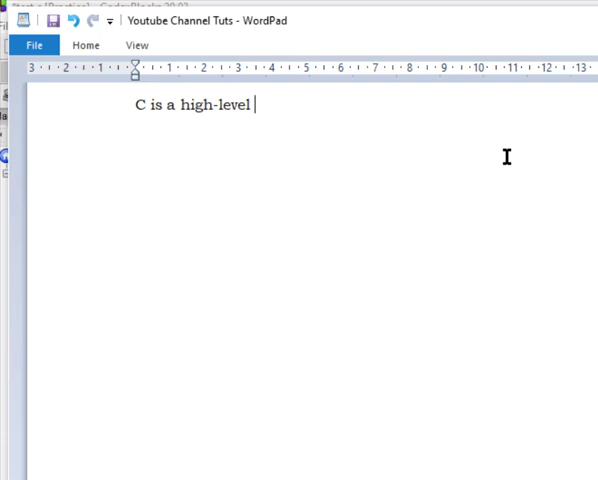 Youtube Channel Tuts - WordPad
File Home View
3 2 1 1 2 3 4 5 6 7 8 9 10 11 12 13
C is a high-level